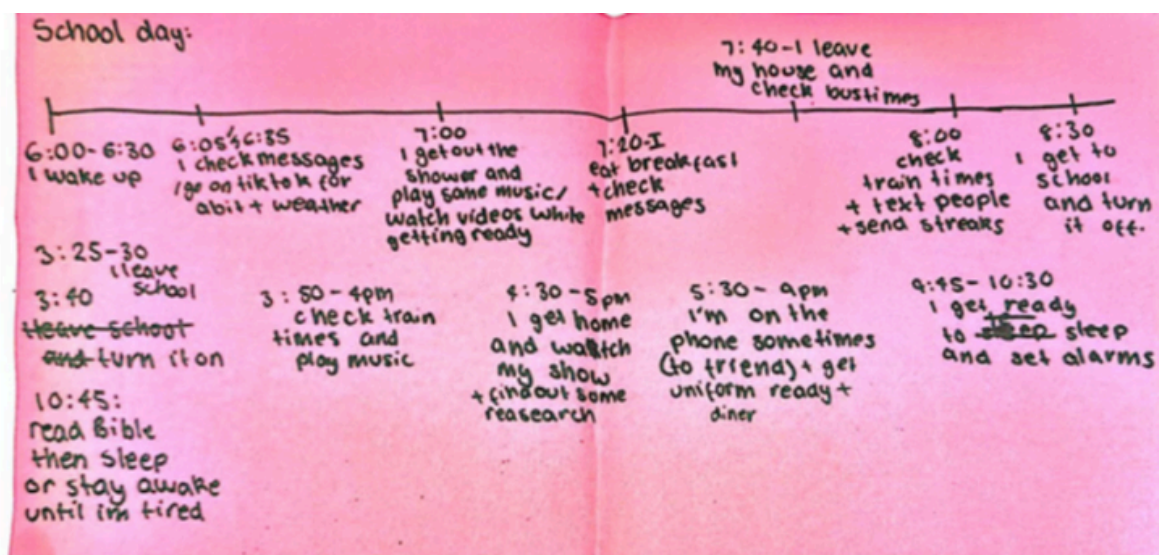 School day:
7:40-I leave
my house and
check bustimes
6:00-6:30
I wake up
6:05 6:35
I check messages
I go on tiktok for
abit + weather
7:00
I get out the
shower and
play some music/
watch videos while
getting ready
7:20-I
eat breakfast
+ check
messages
8:00
check
train times
+ text people
+ send streaks
8:30
I get to
school
and turn
it off.
3:25-30
I leave
school
3:40
I leave school
and turn it on
3:50-4pm
check train
times and
play music
4:30-5pm
I get home
and watch
my show
+ find out some
reasearch
5:30-9pm
I'm on the
phone sometimes
(to friend) + get
uniform ready +
diner
9:45-10:30
I get ready
to sleep
and set alarms
10:45:
read Bible
then sleep
or stay awake
until im tired